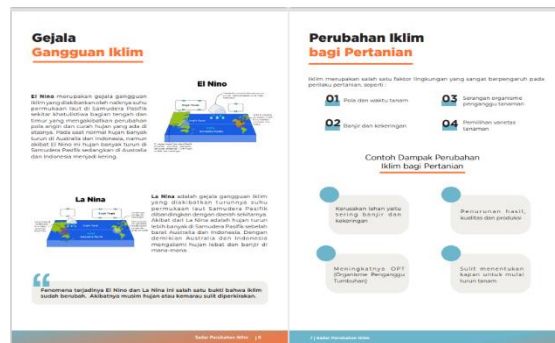 Gejala
Gangguan Iklim
El Nino merupakan gejala gangguan
iklim yang diakibatkan oleh naiknya suhu
permukaan laut di Samudera Pasifik
sekitar khatulistiwa bagian tengah dan
timur yang mengakibatkan perubahan
pola angin dan curah hujan yang ada di
atasnya. Pada saat normal hujan banyak
turun di Australia dan Indonesia, namun
akibat El Nino ini hujan banyak turun di
Samudera Pasifik sedangkan di Australia
dan Indonesia menjadi kering.
El Nino
La Nina
La Nina adalah gejala gangguan iklim
yang diakibatkan turunnya suhu
permukaan laut Samudera Pasifik
dibandingkan dengan daerah sekitarnya.
Akibat dari La Nina adalah hujan turun
lebih banyak di Samudera Pasifik sebelah
barat Australia dan Indonesia. Dengan
demikian Australia dan Indonesia
mengalami hujan lebat dan banjir di
mana-mana.
Fenomena terjadinya El Nino dan La Nina ini salah satu bukti bahwa iklim
sudah berubah. Akibatnya musim hujan atau kemarau sulit diperkirakan.
Sadar Perubahan Iklim | 6
Perubahan Iklim
bagi Pertanian
Iklim merupakan salah satu faktor lingkungan yang sangat berpengaruh pada
perilaku pertanian, seperti :
01 Pola dan waktu tanam
02 Banjir dan kekeringan
03 Serangan organisme
pengganggu tanaman
04 Pemilihan varietas
tanaman
Contoh Dampak Perubahan
Iklim bagi Pertanian
Kerusakan lahan yaitu
sering banjir dan
kekeringan
Penurunan hasil,
kualitas dan produksi
Meningkatnya OPT
(Organisme Penganggu
Tumbuhan)
Sulit menentukan
kapan untuk mulai
turun tanam
7 | Sadar Perubahan Iklim